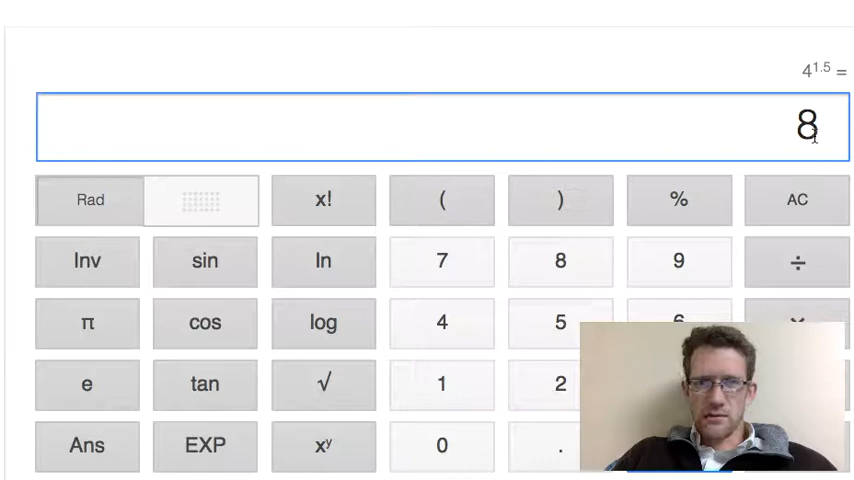 4^1.5 =
8
Rad x! ( ) % AC
Inv sin ln 7 8 9 ÷
π cos log 4 5
e tan √ 1 2
Ans EXP x^y 0 .